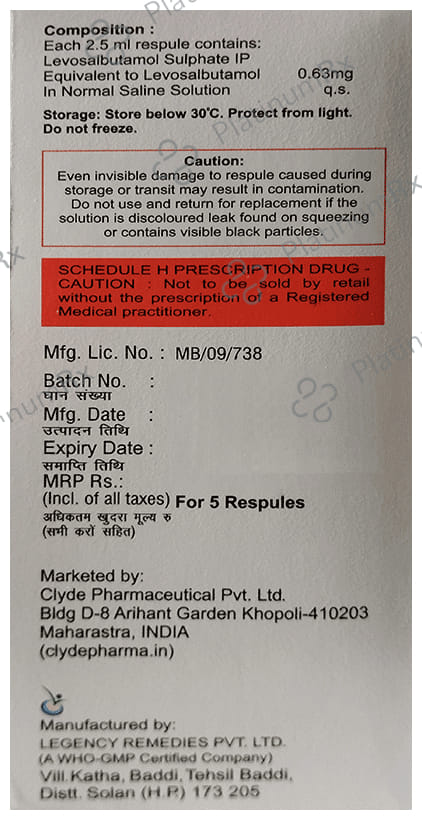 Composition :
Each 2.5 ml respule contains:
Levosalbutamol Sulphate IP
Equivalent to Levosalbutamol 0.63mg
In Normal Saline Solution q.s.
Storage: Store below 30°C. Protect from light.
Do not freeze.
Caution:
Even invisible damage to respule caused during
storage or transit may result in contamination.
Do not use and return for replacement if the
solution is discoloured leak found on squeezing
or contains visible black particles.
SCHEDULE H PRESCRIPTION DRUG -
CAUTION : Not to be sold by retail
without the prescription of a Registered
Medical practitioner.
Mfg. Lic. No. : MB/09/738
Batch No. :
घान संख्या
Mfg. Date :
उत्पादन तिथि
Expiry Date :
समाप्ति तिथि
MRP Rs.:
(Incl. of all taxes) For 5 Respules
अधिकतम खुदरा मूल्य रु
(सभी करों सहित)
Marketed by:
Clyde Pharmaceutical Pvt. Ltd.
Bldg D-8 Arihant Garden Khopoli-410203
Maharastra, INDIA
(clydepharma.in)
Manufactured by:
LEGENCY REMEDIES PVT. LTD.
(A WHO-GMP Certified Company)
Vill. Katha, Baddi, Tehsil Baddi,
Distt. Solan (H.P.) 173 205
PlatinumRx
PlatinumRx
PlatinumRx